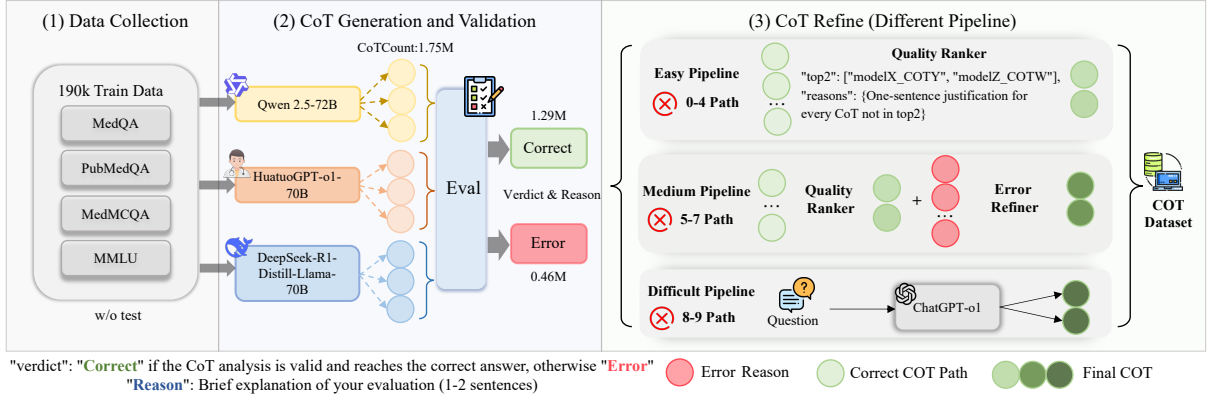 (1) Data Collection
190k Train Data
MedQA
PubMedQA
MedMCQA
MMLU
w/o test
(2) CoT Generation and Validation
CoTCount:1.75M
Qwen 2.5-72B
HuatuoGPT-o1-
70B
DeepSeek-R1-
Distill-Llama-
70B
Eval
1.29M
Correct
Verdict & Reason
Error
0.46M
(3) CoT Refine (Different Pipeline)
Easy Pipeline
0-4 Path
...
Quality Ranker
"top2": ["modelX_COTY", "modelZ_COTW"],
"reasons": {One-sentence justification for
every CoT not in top2}
Medium Pipeline
5-7 Path
...
Quality
Ranker
+
...
Error
Refiner
Difficult Pipeline
8-9 Path
Question
ChatGPT-o1
COT
Dataset
"verdict": "Correct" if the CoT analysis is valid and reaches the correct answer, otherwise "Error"
"Reason": Brief explanation of your evaluation (1-2 sentences)
Error Reason
Correct COT Path
Final COT